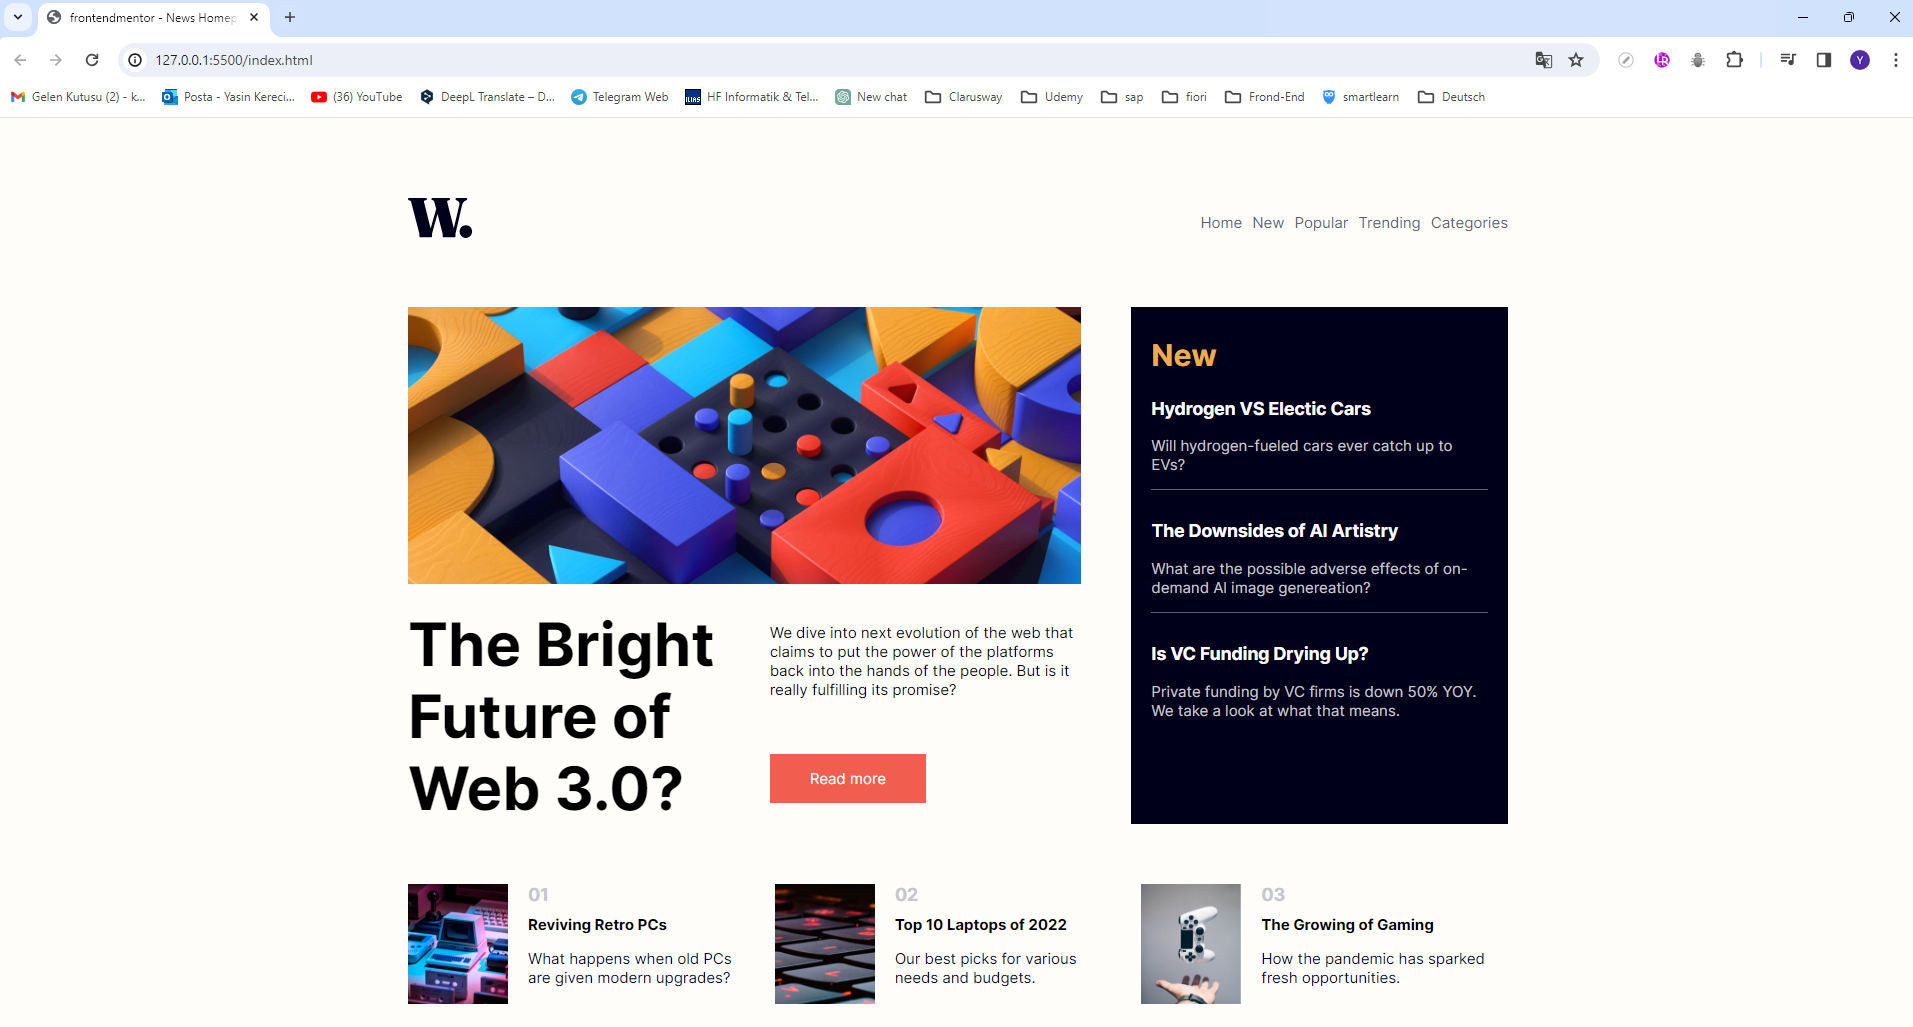 frontendmentor - News Homep
127.0.0.1:5500/index.html
Y
Gelen Kutusu (2) - k... Posta - Yasin Kereci... (36) YouTube DeepL Translate – D... Telegram Web HF Informatik & Tel... New chat Clarusway Udemy sap fiori Frond-End smartlearn Deutsch
W.
Home New Popular Trending Categories
New
Hydrogen VS Electic Cars
Will hydrogen-fueled cars ever catch up to
EVs?
The Downsides of AI Artistry
What are the possible adverse effects of on-
demand AI image genereation?
Is VC Funding Drying Up?
Private funding by VC firms is down 50% YOY.
We take a look at what that means.
The Bright
Future of
Web 3.0?
We dive into next evolution of the web that
claims to put the power of the platforms
back into the hands of the people. But is it
really fulfilling its promise?
Read more
01
Reviving Retro PCs
What happens when old PCs
are given modern upgrades?
02
Top 10 Laptops of 2022
Our best picks for various
needs and budgets.
03
The Growing of Gaming
How the pandemic has sparked
fresh opportunities.